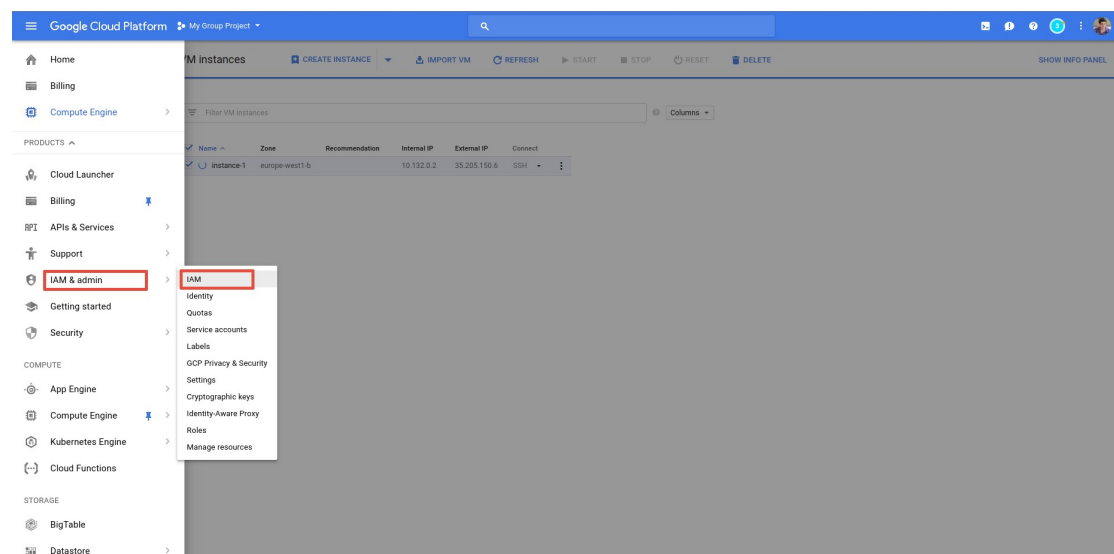 Google Cloud Platform My Group Project
3
Home
Billing
Compute Engine
PRODUCTS
Cloud Launcher
Billing
API APIs & Services
Support
IAM & admin
Getting started
Security
COMPUTE
App Engine
Compute Engine
Kubernetes Engine
Cloud Functions
STORAGE
BigTable
Datastore
IAM
Identity
Quotas
Service accounts
Labels
GCP Privacy & Security
Settings
Cryptographic keys
Identity-Aware Proxy
Roles
Manage resources
VM instances CREATE INSTANCE IMPORT VM REFRESH START STOP RESET DELETE SHOW INFO PANEL
Filter VM instances Columns
Name Zone Recommendation Internal IP External IP Connect
instance-1 europe-west1-b 10.132.0.2 35.205.150.6 SSH